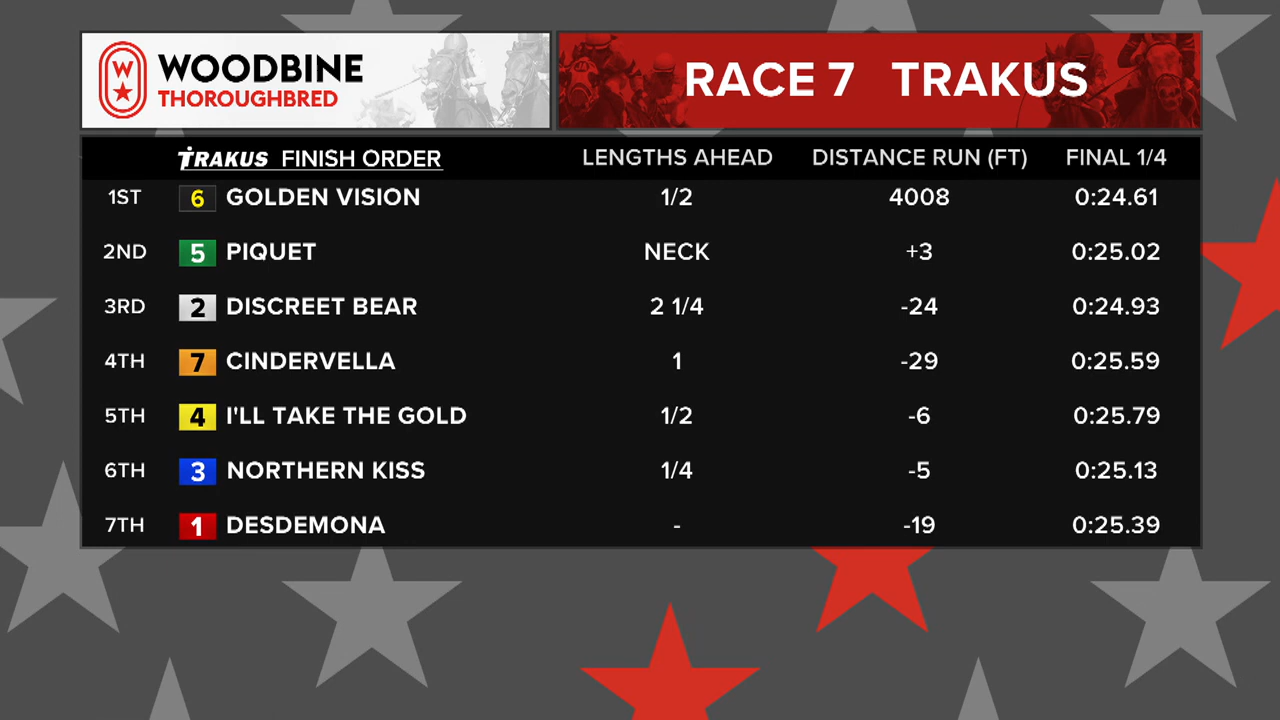 W
WOODBINE
THOROUGHBRED
RACE 7 TRAKUS
TRAKUS FINISH ORDER LENGTHS AHEAD DISTANCE RUN (FT) FINAL 1/4
1ST 6 GOLDEN VISION 1/2 4008 0:24.61
2ND 5 PIQUET NECK +3 0:25.02
3RD 2 DISCREET BEAR 2 1/4 -24 0:24.93
4TH 7 CINDERVELLA 1 -29 0:25.59
5TH 4 I'LL TAKE THE GOLD 1/2 -6 0:25.79
6TH 3 NORTHERN KISS 1/4 -5 0:25.13
7TH 1 DESDEMONA - -19 0:25.39